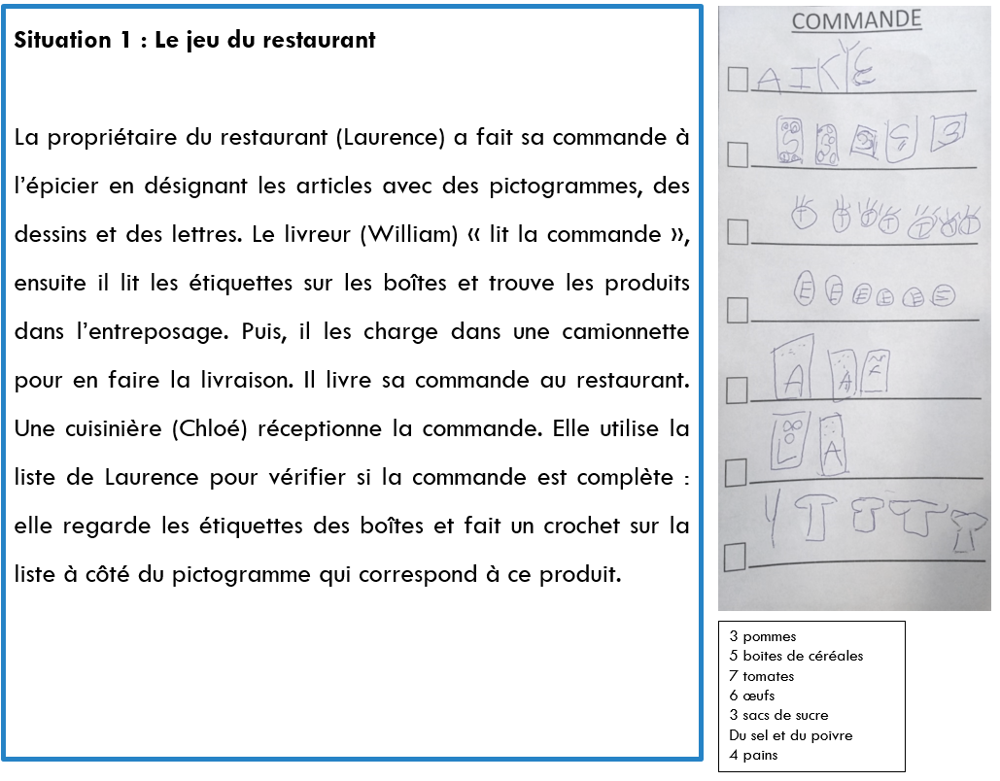 Situation 1 : Le jeu du restaurant
La propriétaire du restaurant (Laurence) a fait sa commande à
l'épicier en désignant les articles avec des pictogrammes, des
dessins et des lettres. Le livreur (William) « lit la commande »,
ensuite il lit les étiquettes sur les boîtes et trouve les produits
dans l'entreposage. Puis, il les charge dans une camionnette
pour en faire la livraison. Il livre sa commande au restaurant.
Une cuisinière (Chloé) réceptionne la commande. Elle utilise la
liste de Laurence pour vérifier si la commande est complète :
elle regarde les étiquettes des boîtes et fait un crochet sur la
liste à côté du pictogramme qui correspond à ce produit.
COMMANDE
T T T T T T T
E E E E E E
A A
L A
3 pommes
5 boites de céréales
7 tomates
6 œufs
3 sacs de sucre
Du sel et du poivre
4 pains